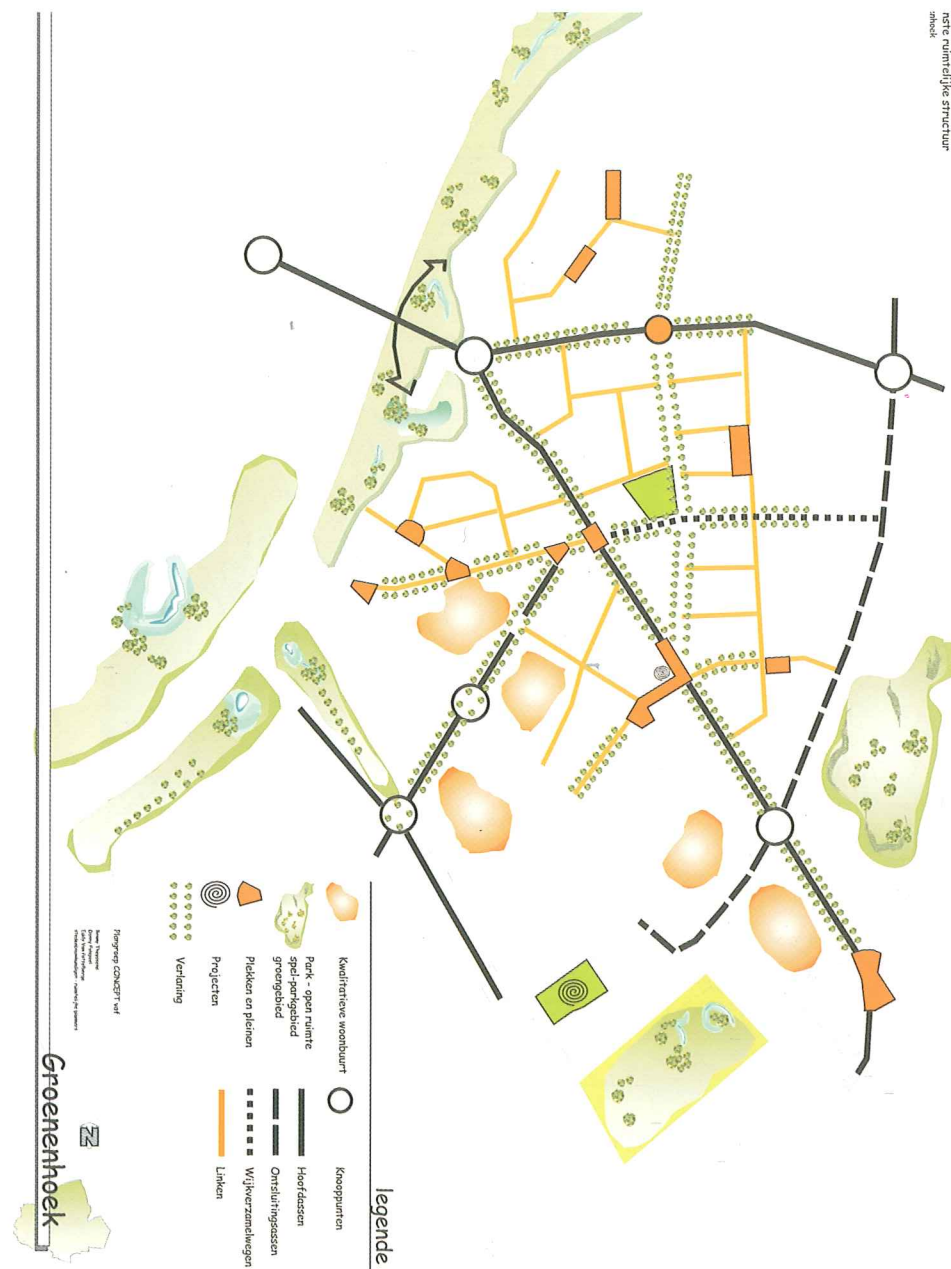 nste ruimtelijke structuur
nhoek
legende
Kwalitatieve woonbuurt
Park - open ruimte
spel-parkgebied
groengebied
Plekken en pleinen
Projecten
Verlaning
Knooppunten
Hoofdassen
Ontsluitingsassen
Wijkverzamelwegen
Linken
Plangroep CONCEPT vof
Groenenhoek